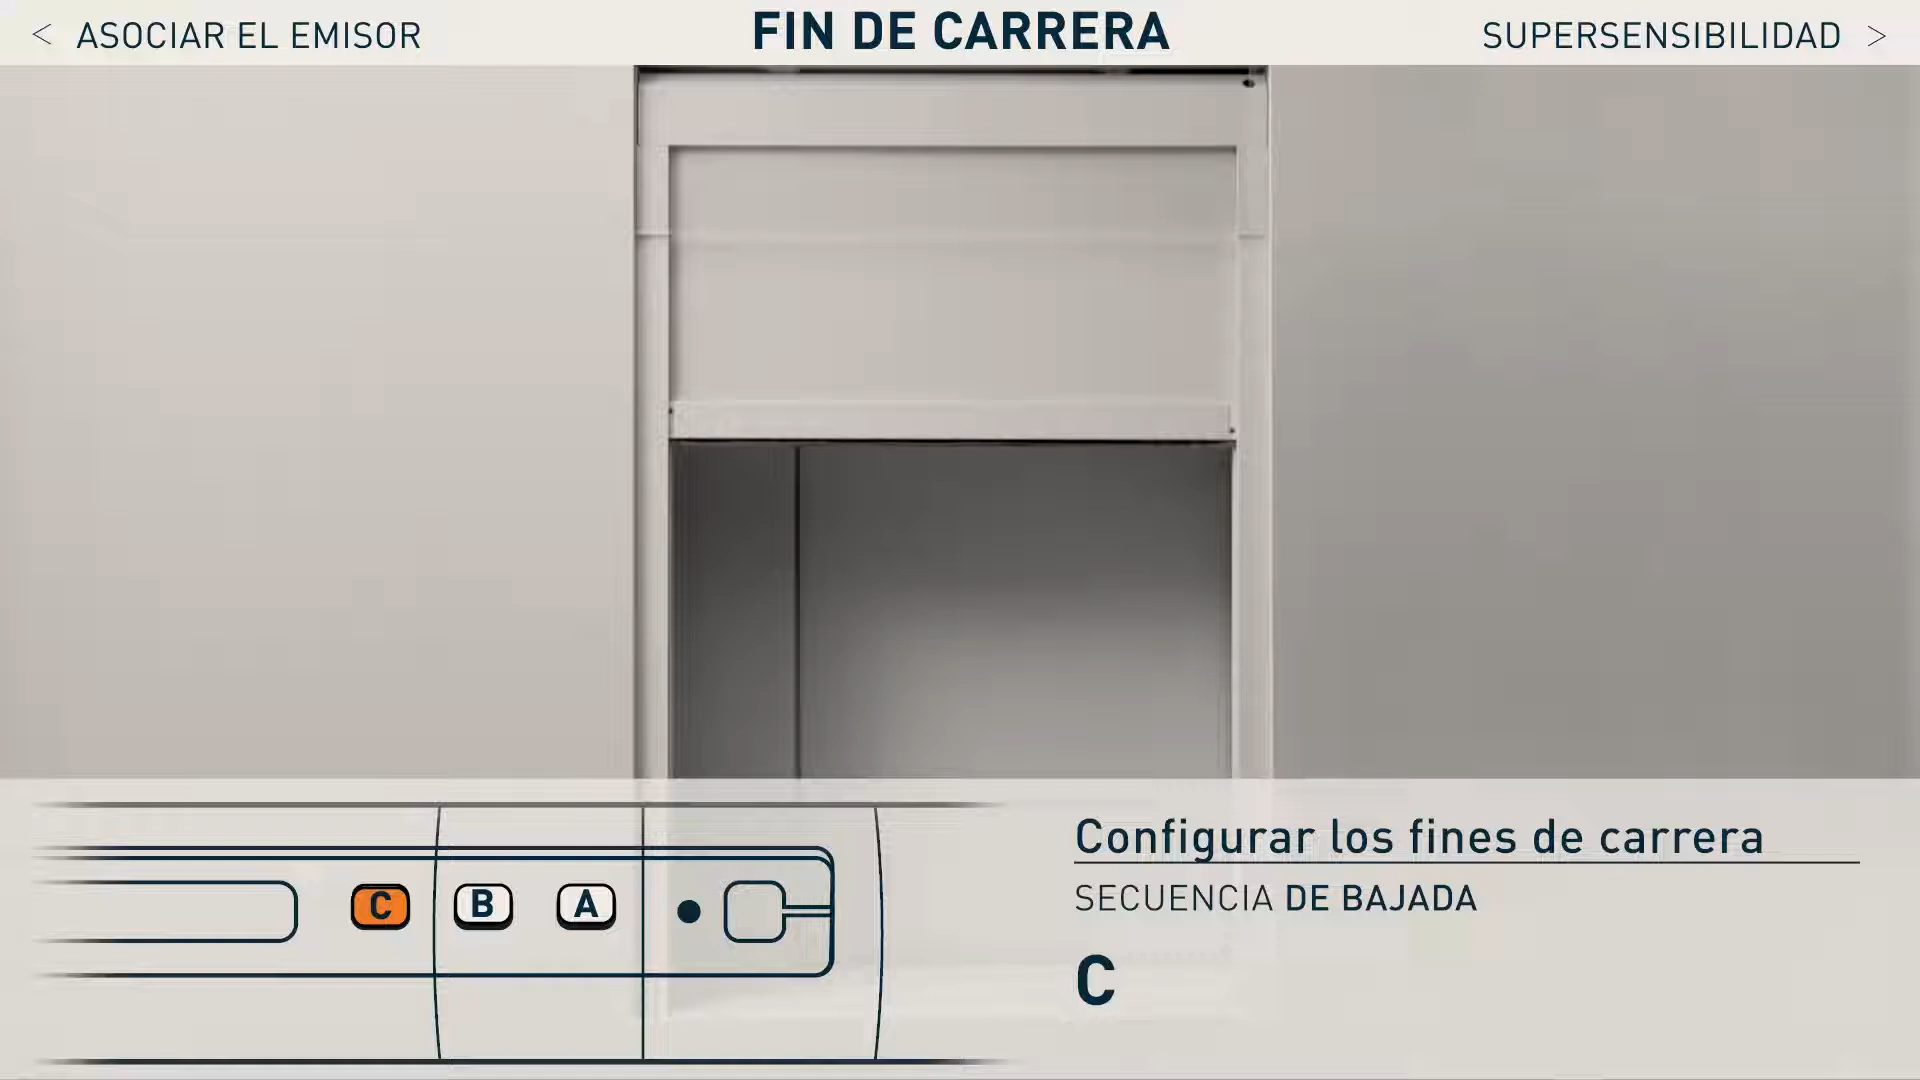 < ASOCIAR EL EMISOR
FIN DE CARRERA
SUPERSENSIBILIDAD >
Configurar los fines de carrera
SECUENCIA DE BAJADA
C
C B A